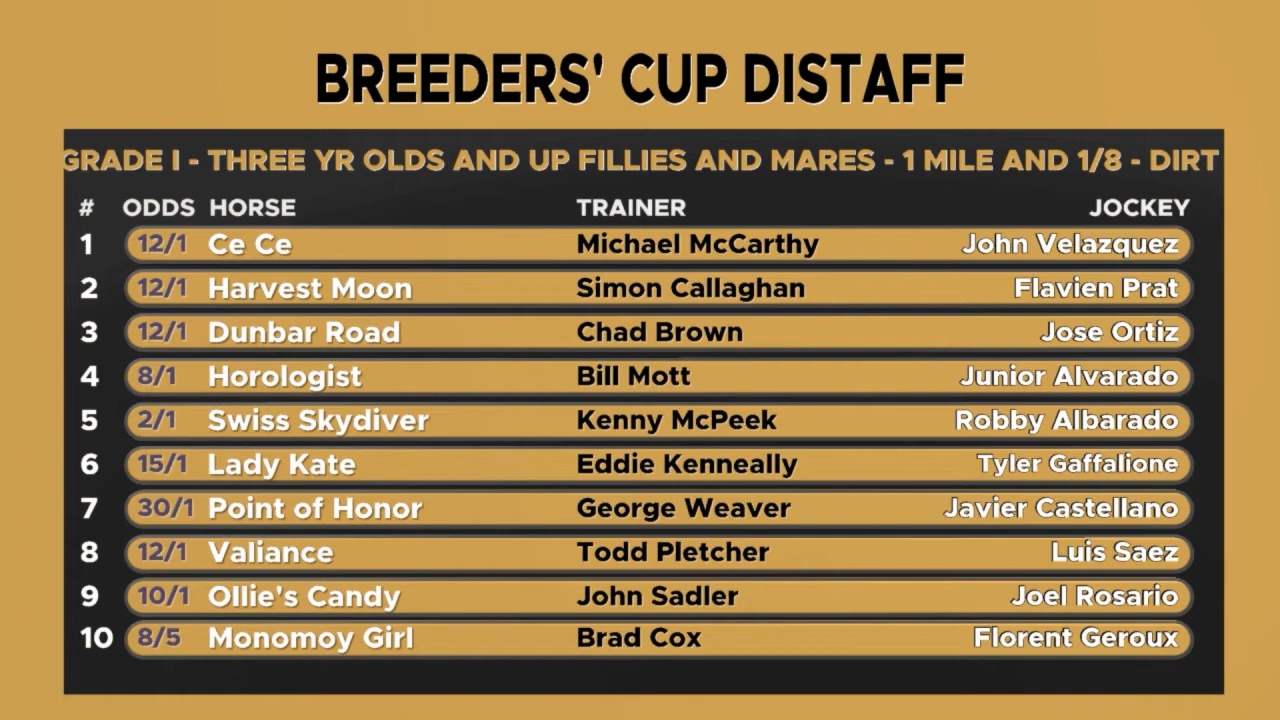 BREEDERS' CUP DISTAFF
GRADE I - THREE YR OLDS AND UP FILLIES AND MARES - 1 MILE AND 1/8 - DIRT
# ODDS HORSE TRAINER JOCKEY
1 12/1 Ce Ce Michael McCarthy John Velazquez
2 12/1 Harvest Moon Simon Callaghan Flavien Prat
3 12/1 Dunbar Road Chad Brown Jose Ortiz
4 8/1 Horologist Bill Mott Junior Alvarado
5 2/1 Swiss Skydiver Kenny McPeek Robby Albarado
6 15/1 Lady Kate Eddie Kenneally Tyler Gaffalione
7 30/1 Point of Honor George Weaver Javier Castellano
8 12/1 Valiance Todd Pletcher Luis Saez
9 10/1 Ollie's Candy John Sadler Joel Rosario
10 8/5 Monomoy Girl Brad Cox Florent Geroux